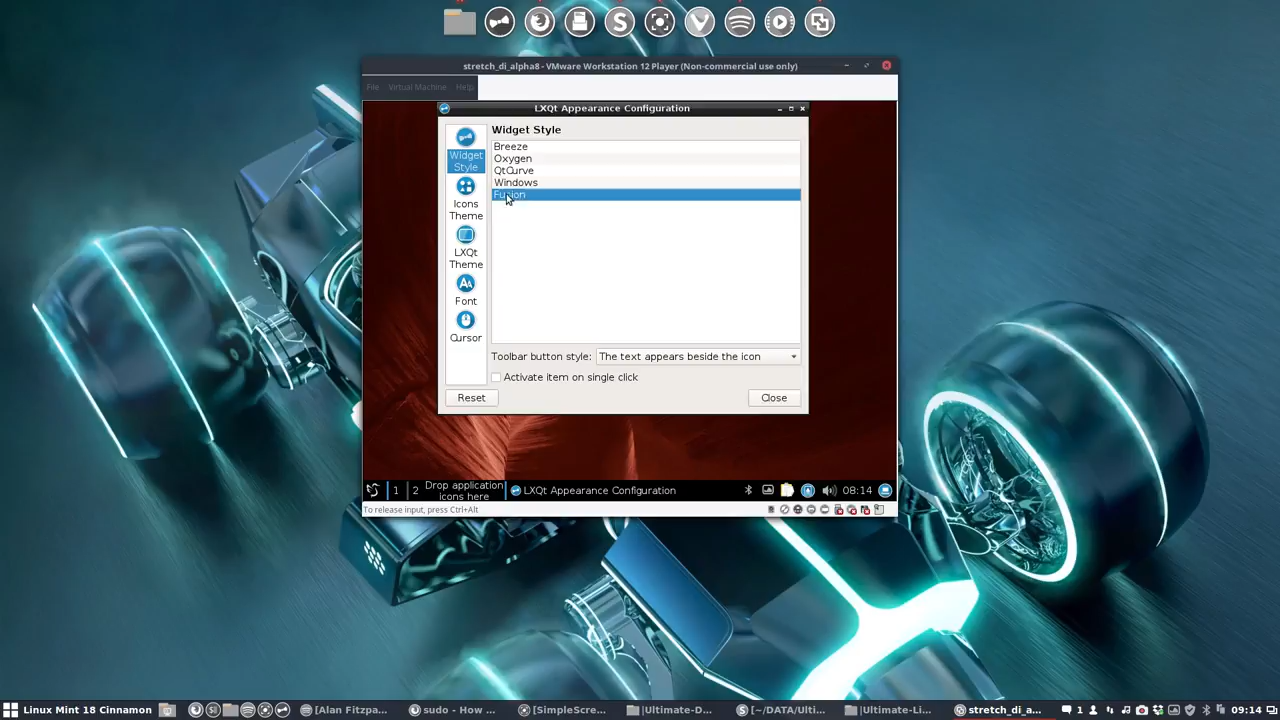 stretch_di_alpha8 - VMware Workstation 12 Player (Non-commercial use only)
File Virtual Machine Help
LXQt Appearance Configuration
Widget Style
Icons Theme
LXQt Theme
Font
Cursor
Widget Style
Breeze
Oxygen
QtCurve
Windows
Fusion
Toolbar button style: The text appears beside the icon
Activate item on single click
Reset Close
1 2 Drop application icons here LXQt Appearance Configuration 08:14
To release input, press Ctrl+Alt
Linux Mint 18 Cinnamon [Alan Fitzpa... sudo - How ... [SimpleScre... |Ultimate-D... [~/DATA/Ulti... |Ultimate-Li... stretch_di_a... 1 09:14